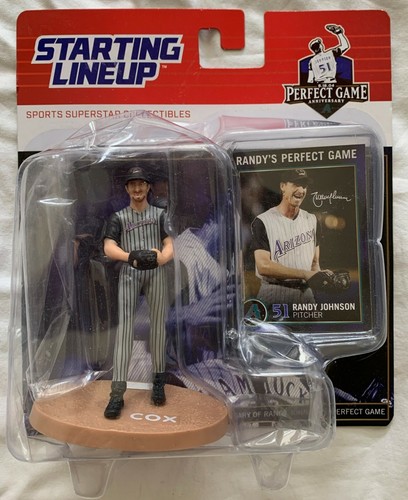 STARTING
LINEUP
SPORTS SUPERSTAR COLLECTIBLES
51
PERFECT GAME
ANNIVERSARY
RANDY'S PERFECT GAME
ARIZONA
51 RANDY JOHNSON
PITCHER
COX
PERFECT GAME